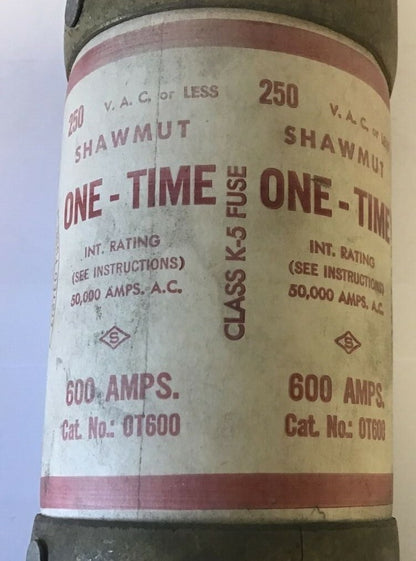 250 V. A. C. or LESS
SHAWMUT
ONE - TIME
INT. RATING
(SEE INSTRUCTIONS)
50,000 AMPS. A.C.
S
600 AMPS.
Cat. No.: OT600
CLASS K-5 FUSE
250 V. A. C. or
SHAWMUT
ONE - TIME
INT. RATING
(SEE INSTRUCTIONS)
50,000 AMPS. A.C.
S
600 AMPS.
Cat. No.: OT600